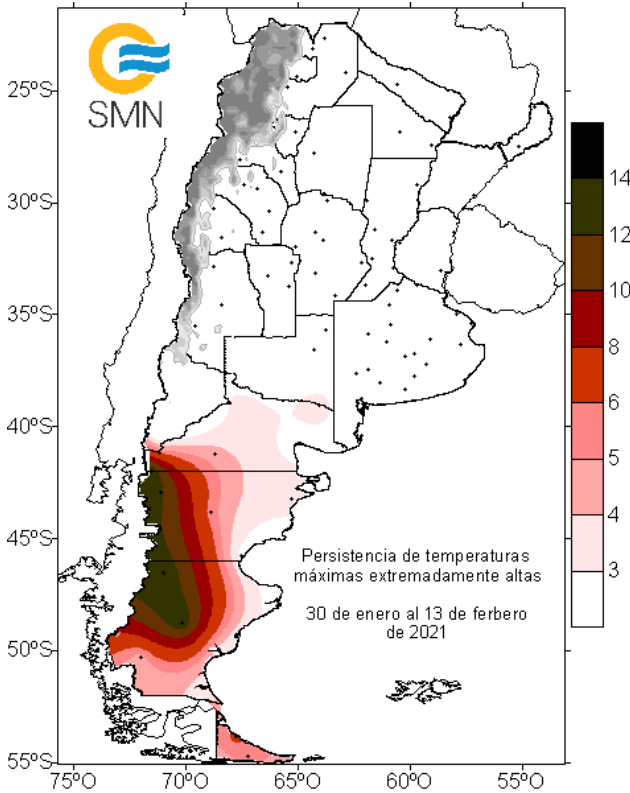 SMN
25ºS
30ºS
35ºS
40ºS
45ºS
50ºS
55ºS
75ºO
70ºO
65ºO
60ºO
55ºO
14
12
10
8
6
5
4
3
Persistencia de temperaturas
máximas extremadamente altas
30 de enero al 13 de ferbero
de 2021